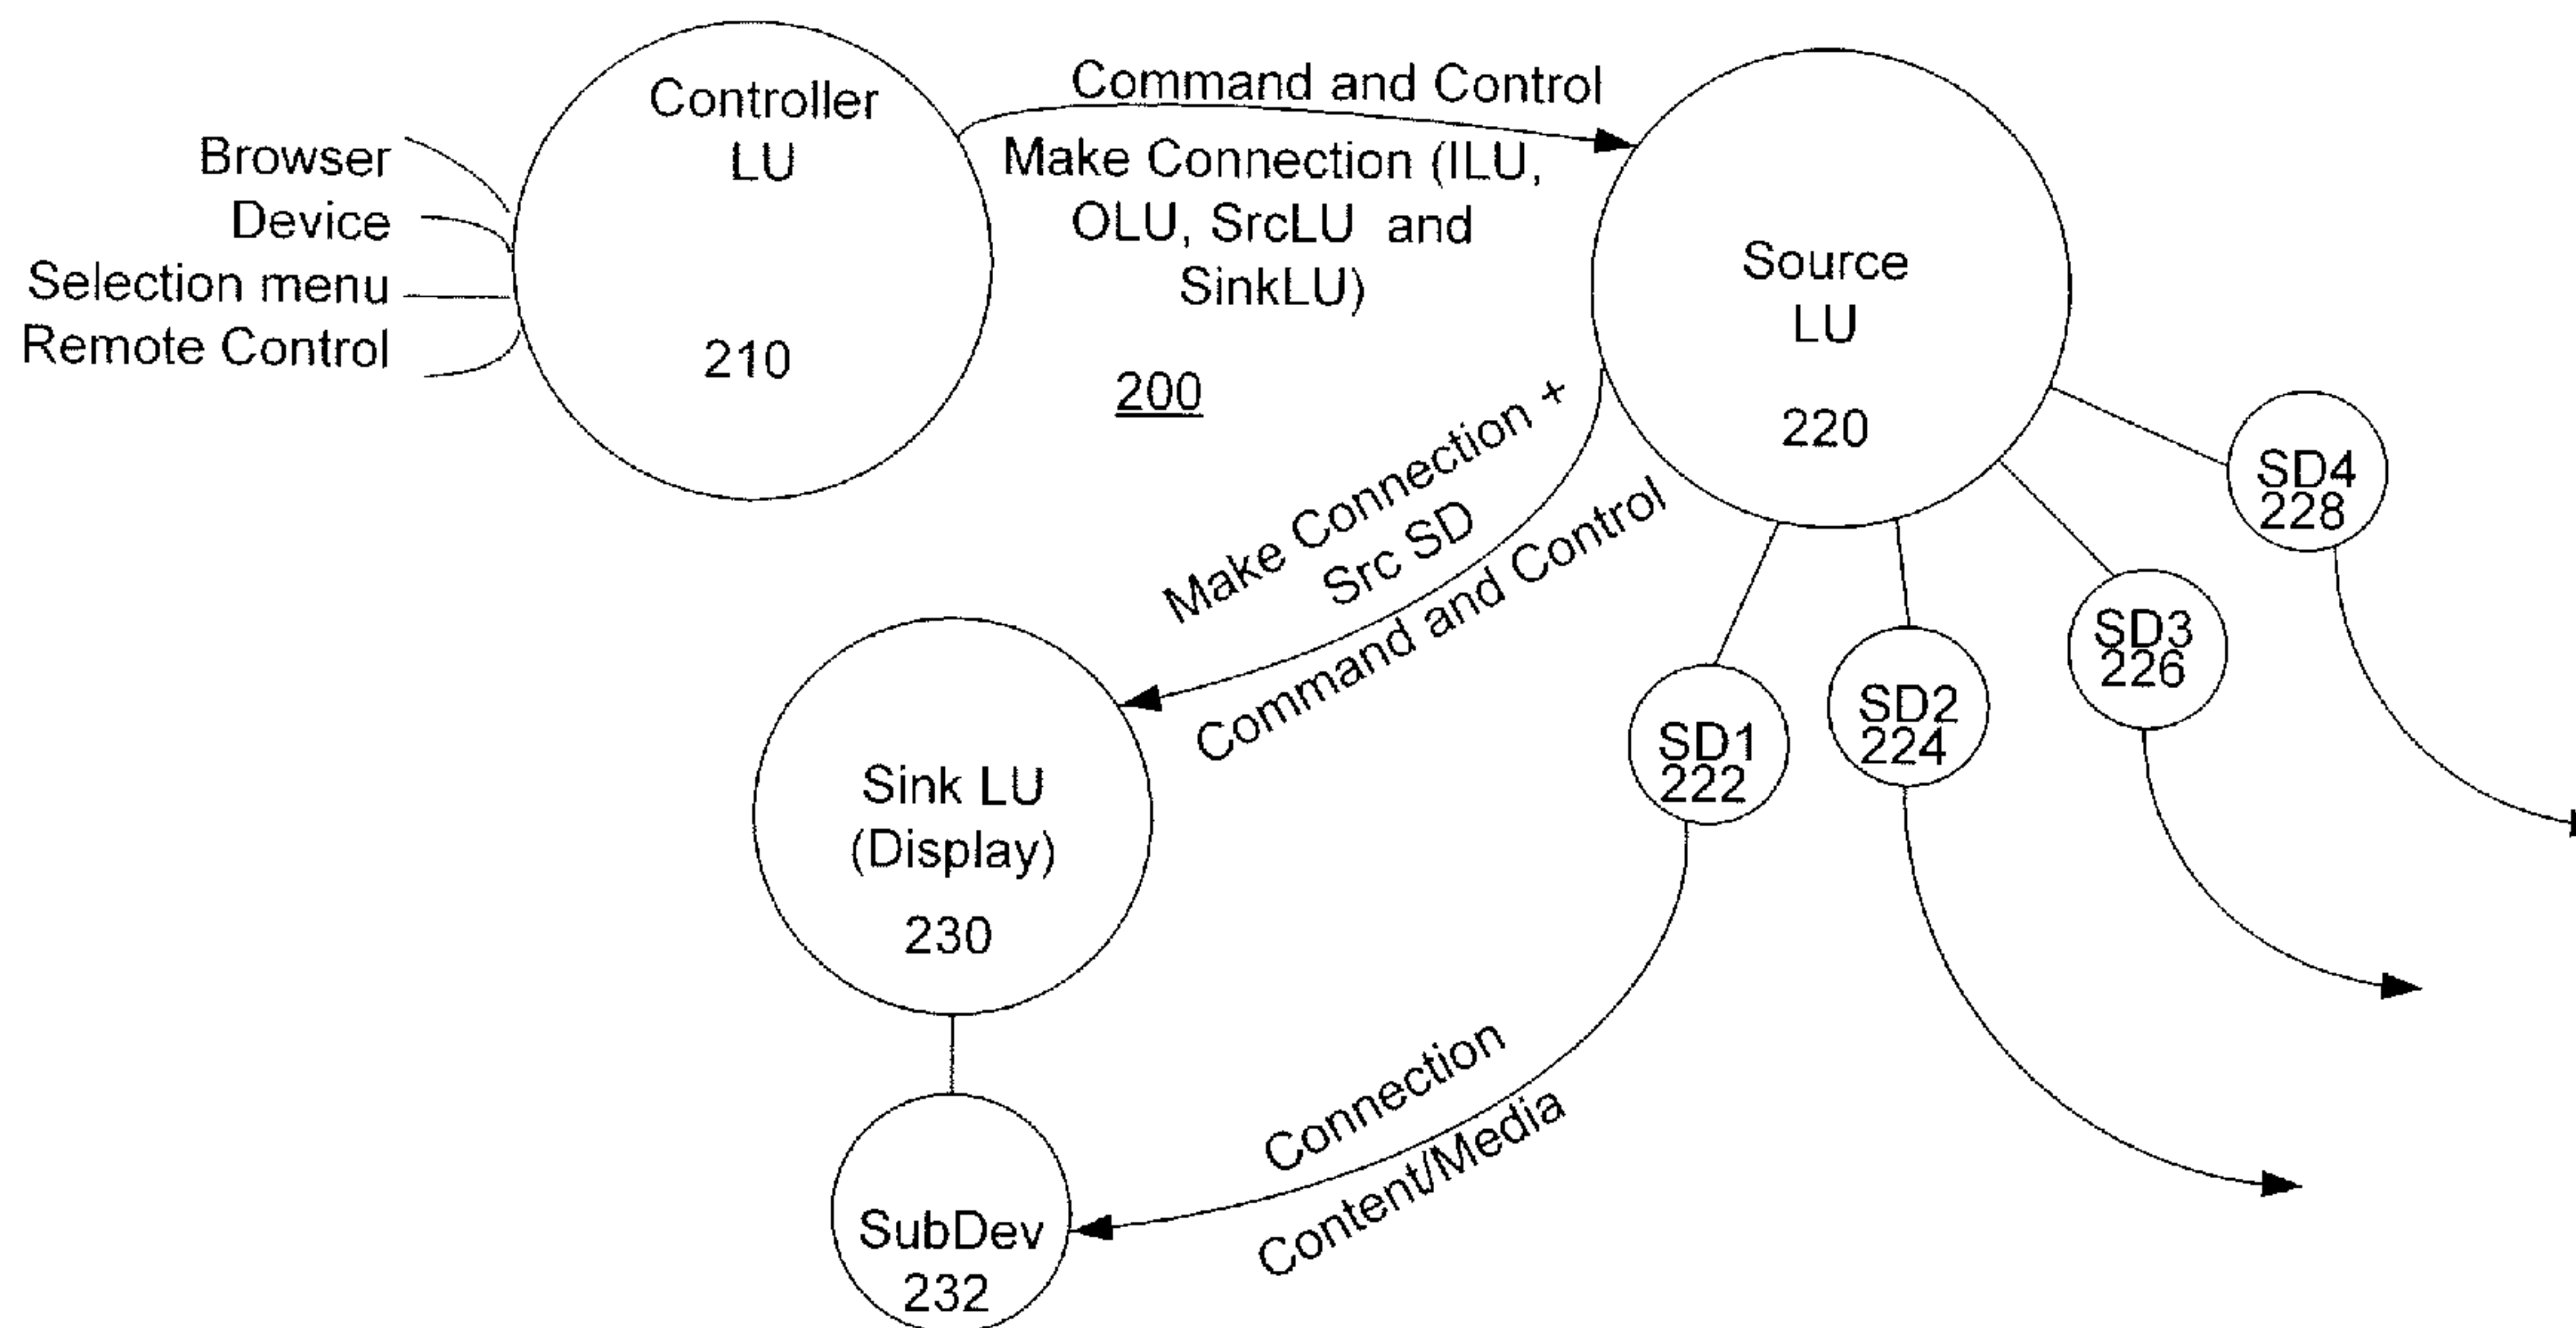 Controller
LU
210
Browser
Device
Selection menu
Remote Control
Command and Control
Make Connection (ILU,
OLU, SrcLU and
SinkLU)
200
Source
LU
220
Make Connection +
Src SD
Command and Control
SD4
228
SD3
226
SD2
224
SD1
222
Sink LU
(Display)
230
Connection
Content/Media
SubDev
232